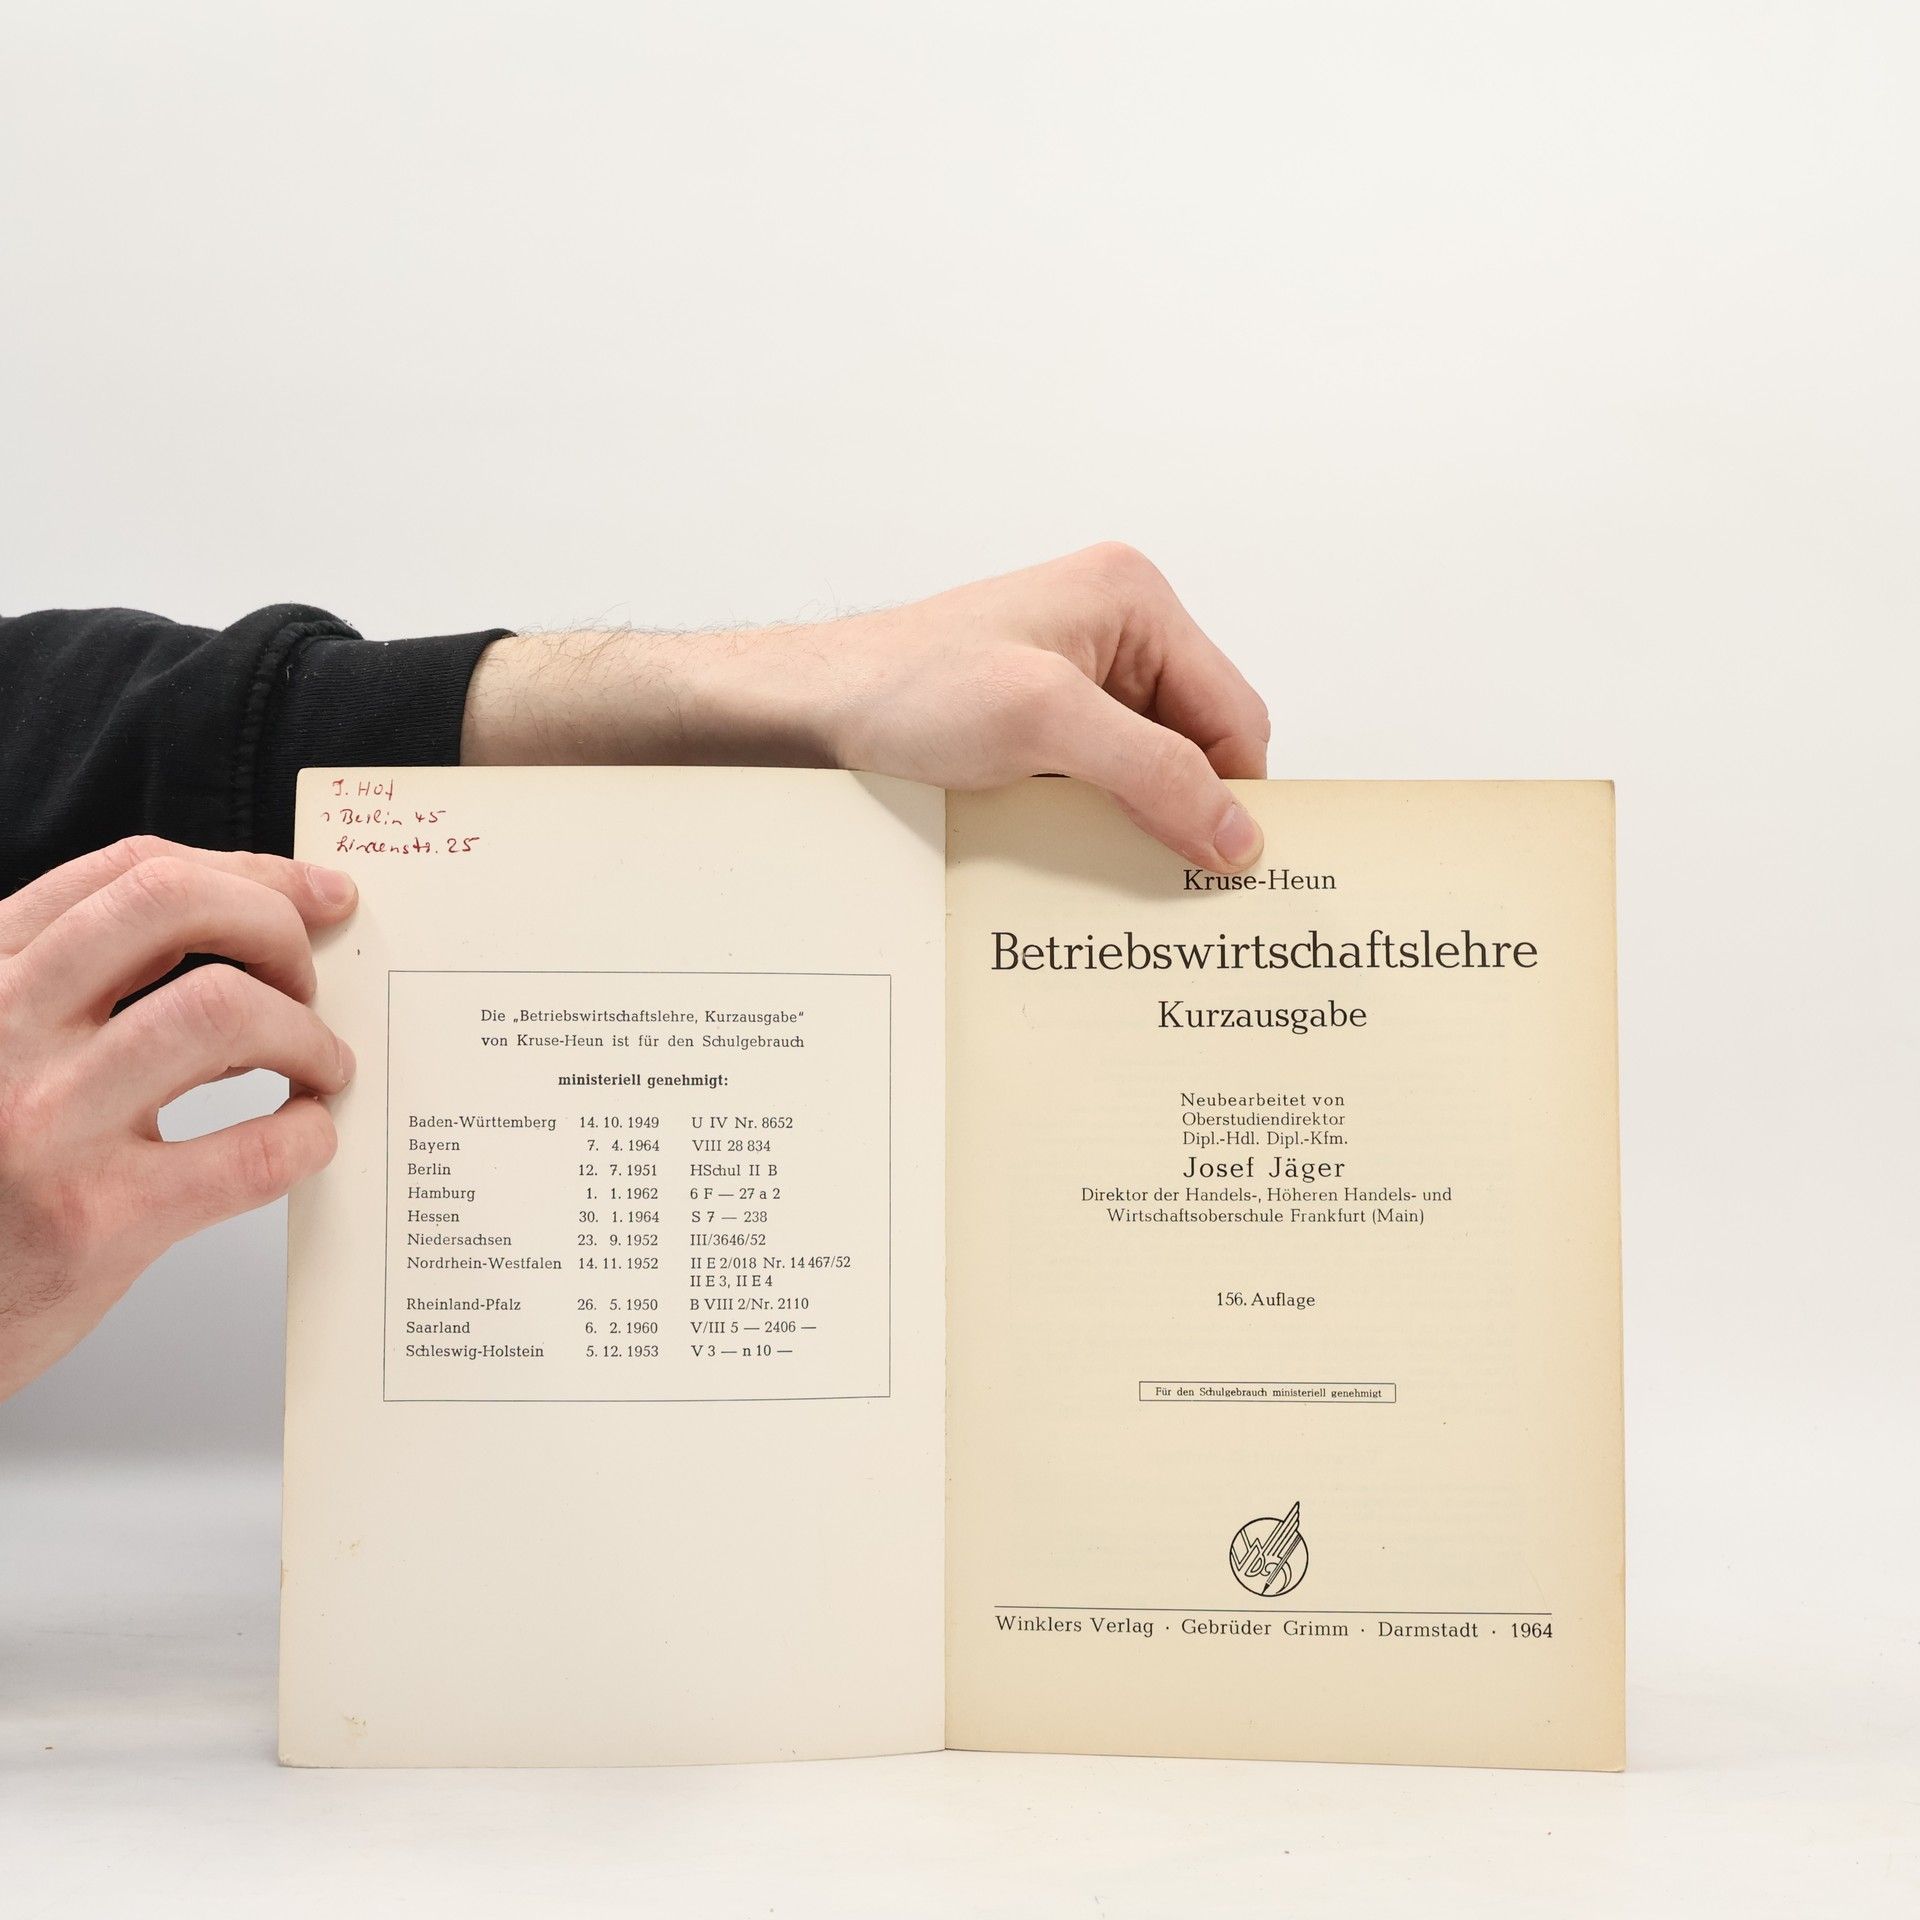 J. Hof
1 Berlin 45
Lindenstr. 25
Die „Betriebswirtschaftslehre, Kurzausgabe“
von Kruse-Heun ist für den Schulgebrauch
ministeriell genehmigt:
Baden-Württemberg 14. 10. 1949 U IV Nr. 8652
Bayern 7. 4. 1964 VIII 28 834
Berlin 12. 7. 1951 HSchul II B
Hamburg 1. 1. 1962 6 F — 27 a 2
Hessen 30. 1. 1964 S 7 — 238
Niedersachsen 23. 9. 1952 III/3646/52
Nordrhein-Westfalen 14. 11. 1952 II E 2/018 Nr. 14 467/52
II E 3, II E 4
Rheinland-Pfalz 26. 5. 1950 B VIII 2/Nr. 2110
Saarland 6. 2. 1960 V/III 5 — 2406 —
Schleswig-Holstein 5. 12. 1953 V 3 — n 10 —
Kruse-Heun
Betriebswirtschaftslehre
Kurzausgabe
Neubearbeitet von
Oberstudiendirektor
Dipl.-Hdl. Dipl.-Kfm.
Josef Jäger
Direktor der Handels-, Höheren Handels- und
Wirtschaftsoberschule Frankfurt (Main)
156. Auflage
Für den Schulgebrauch ministeriell genehmigt
Winklers Verlag · Gebrüder Grimm · Darmstadt · 1964